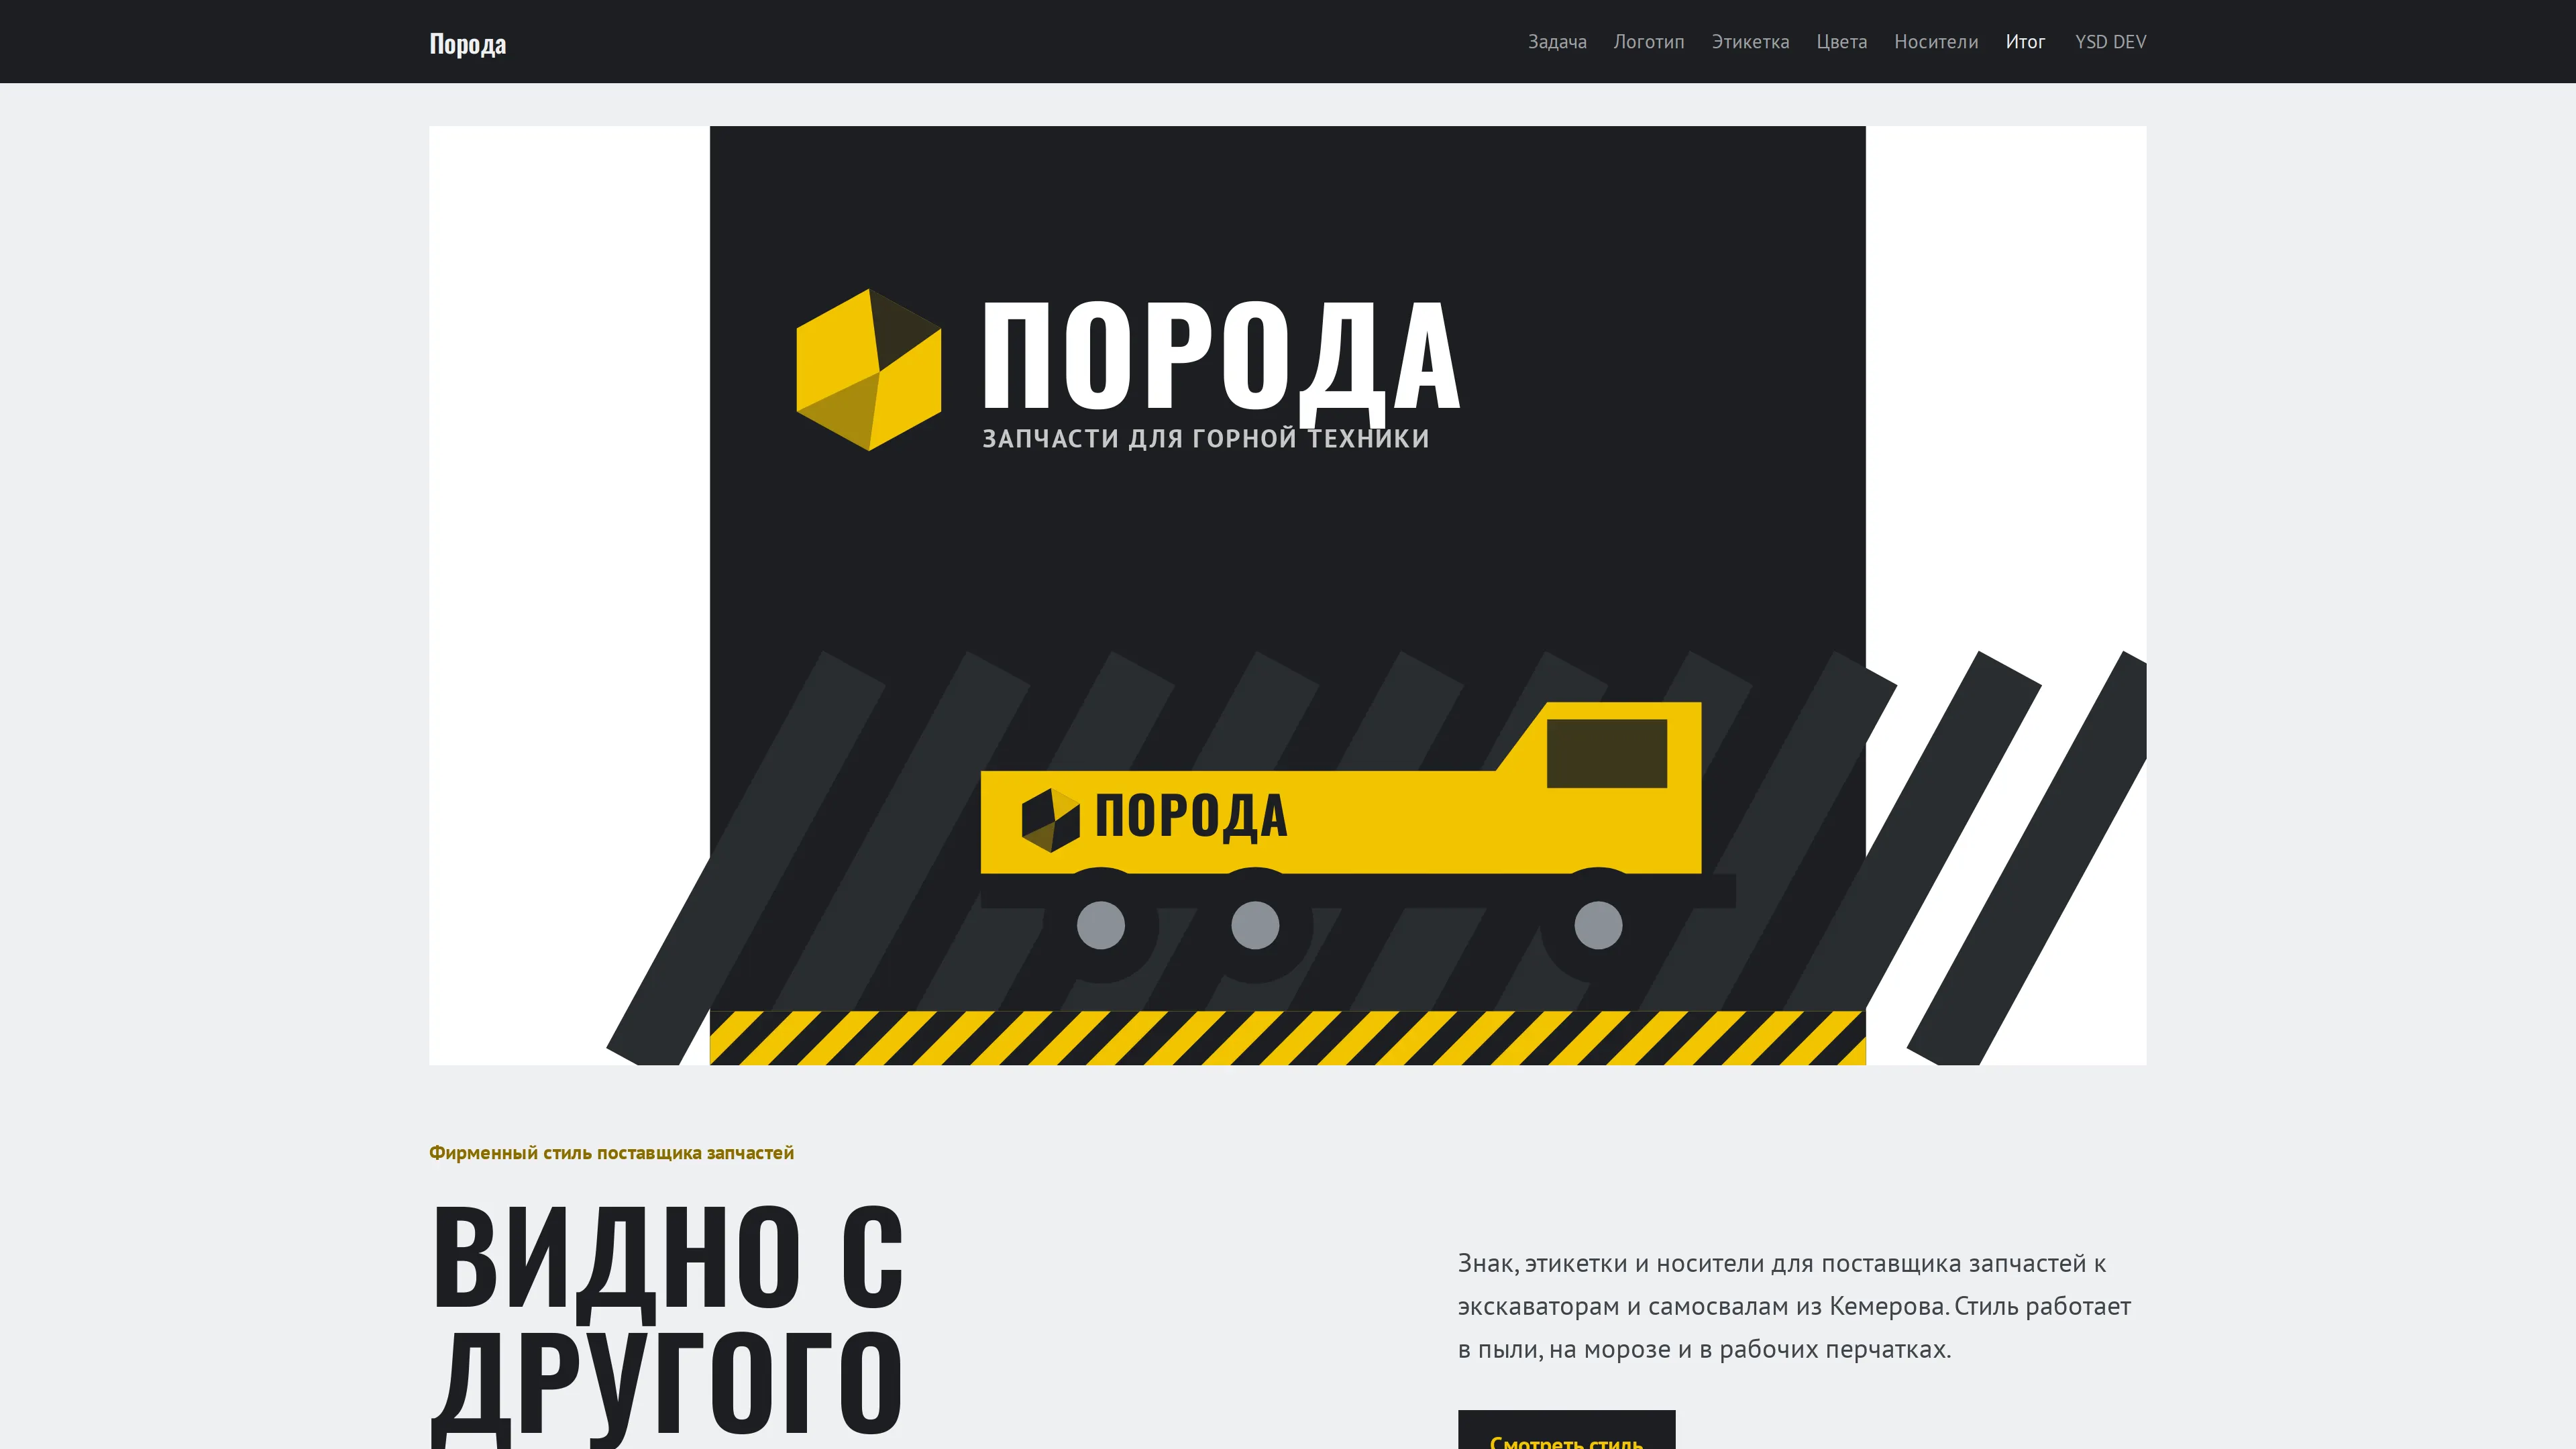 Порода
Задача Логотип Этикетка Цвета Носители Итог YSD DEV
ПОРОДА
ЗАПЧАСТИ ДЛЯ ГОРНОЙ ТЕХНИКИ
ПОРОДА
Фирменный стиль поставщика запчастей
ВИДНО С
ДРУГОГО
Знак, этикетки и носители для поставщика запчастей к
экскаваторам и самосвалам из Кемерова. Стиль работает
в пыли, на морозе и в рабочих перчатках.
Смотреть стиль